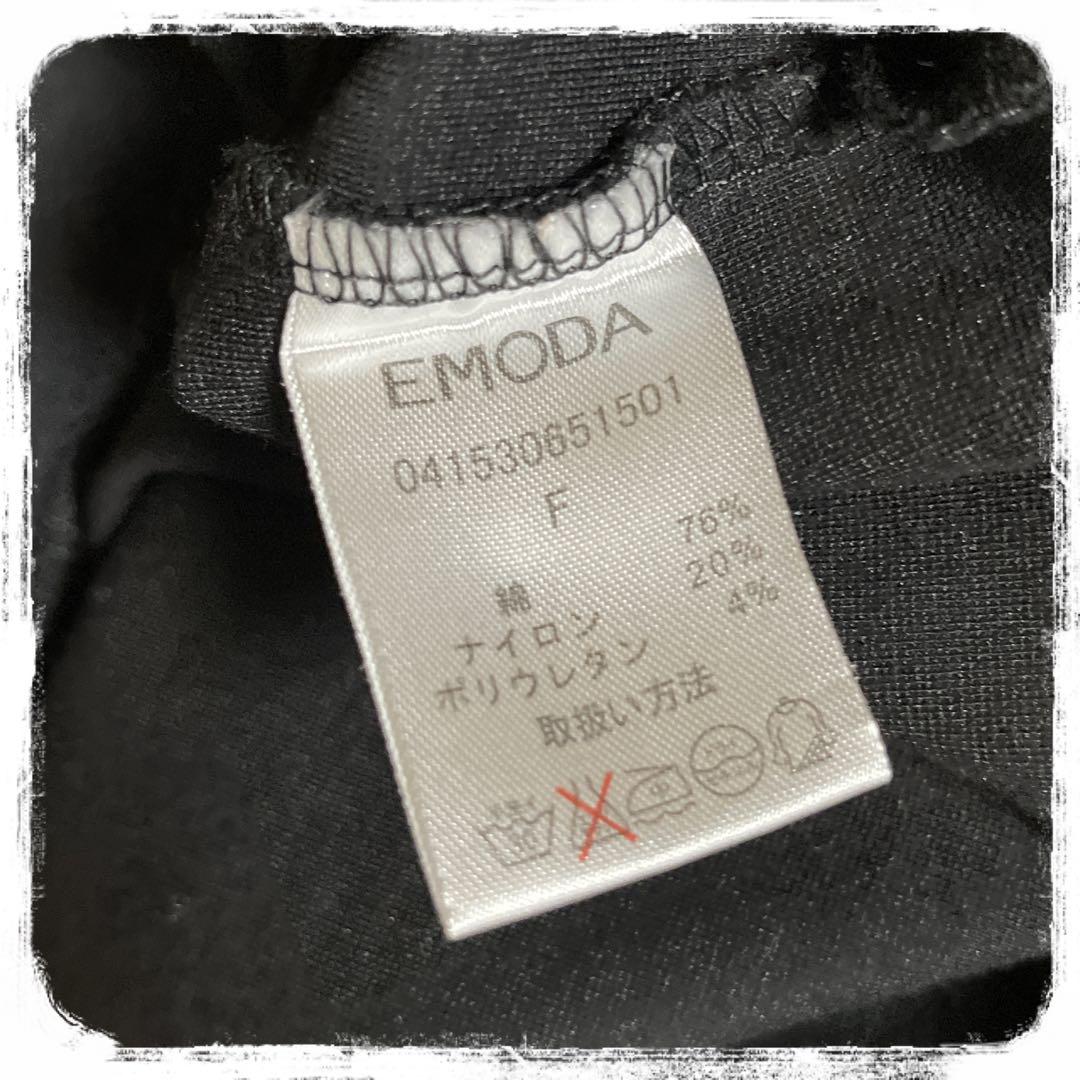 EMODA
041530651501
F
綿 76%
ナイロン 20%
ポリウレタン 4%
取扱い方法